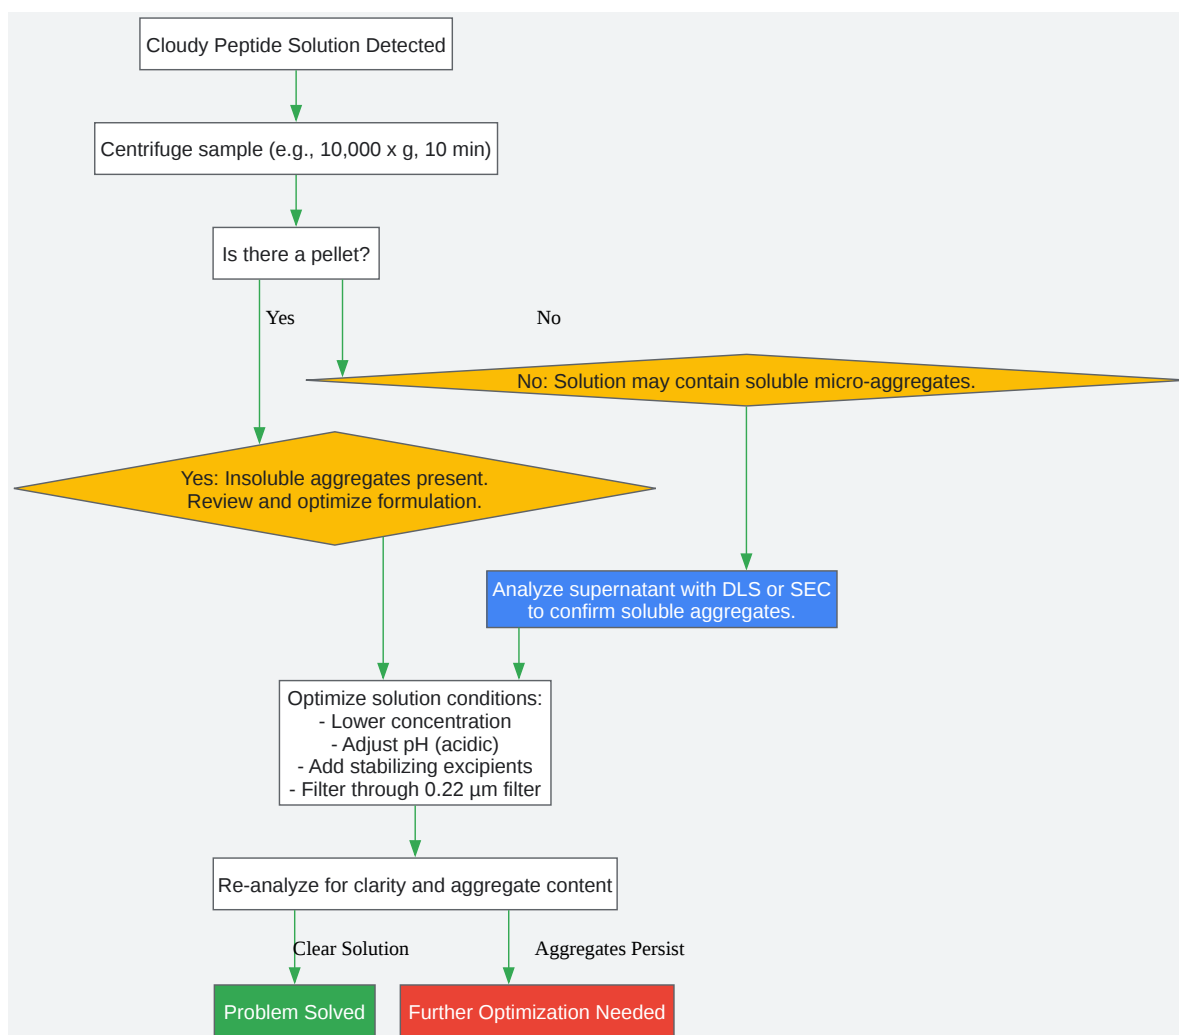 Cloudy Peptide Solution Detected
Centrifuge sample (e.g., 10,000 x g, 10 min)
Is there a pellet?
Yes
No
No: Solution may contain soluble micro-aggregates.
Yes: Insoluble aggregates present.
Review and optimize formulation.
Analyze supernatant with DLS or SEC
to confirm soluble aggregates.
Optimize solution conditions:
- Lower concentration
- Adjust pH (acidic)
- Add stabilizing excipients
- Filter through 0.22 µm filter
Re-analyze for clarity and aggregate content
Clear Solution
Aggregates Persist
Problem Solved
Further Optimization Needed